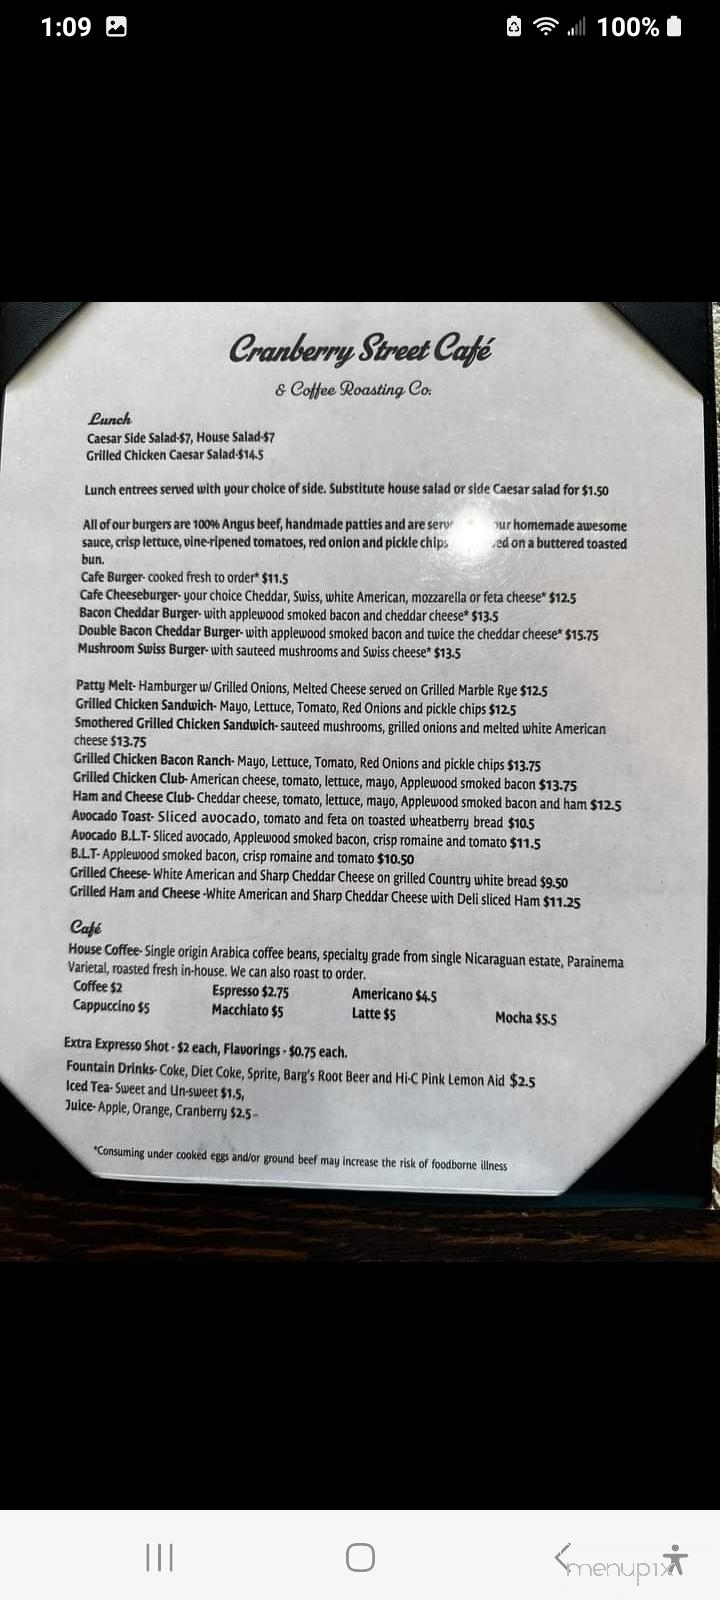 1:09
100%
Cranberry Street Café
& Coffee Roasting Co.
Lunch
Caesar Side Salad-$7, House Salad-$7
Grilled Chicken Caesar Salad-$14.5
Lunch entrees served with your choice of side. Substitute house salad or side Caesar salad for $1.50
All of our burgers are 100% Angus beef, handmade patties and are homemade awesome
sauce, crisp lettuce, vine-ripened tomatoes, red onion and pickle chips on a buttered toasted
bun.
Cafe Burger- cooked fresh to order* $11.5
Cafe Cheeseburger- your choice Cheddar, Swiss, white American, mozzarella or feta cheese* $12.5
Bacon Cheddar Burger- with applewood smoked bacon and cheddar cheese* $13.5
Double Bacon Cheddar Burger- with applewood smoked bacon and twice the cheddar cheese* $15.75
Mushroom Swiss Burger- with sauteed mushrooms and Swiss cheese* $13.5
Patty Melt- Hamburger w/ Grilled Onions, Melted Cheese served on Grilled Marble Rye $12.5
Grilled Chicken Sandwich- Mayo, Lettuce, Tomato, Red Onions and pickle chips $12.5
Smothered Grilled Chicken Sandwich- sauteed mushrooms, grilled onions and melted white American
cheese $13.75
Grilled Chicken Bacon Ranch- Mayo, Lettuce, Tomato, Red Onions and pickle chips $13.75
Grilled Chicken Club- American cheese, tomato, lettuce, mayo, Applewood smoked bacon $13.75
Ham and Cheese Club- Cheddar cheese, tomato, lettuce, mayo, Applewood smoked bacon and ham $12.5
Avocado Toast- Sliced avocado, tomato and feta on toasted wheatberry bread $10.5
Avocado B.L.T- Sliced avocado, Applewood smoked bacon, crisp romaine and tomato $11.5
B.L.T- Applewood smoked bacon, crisp romaine and tomato $10.50
Grilled Cheese- White American and Sharp Cheddar Cheese on grilled Country white bread $9.50
Grilled Ham and Cheese -White American and Sharp Cheddar Cheese with Deli sliced Ham $11.25
Café
House Coffee- Single origin Arabica coffee beans, specialty grade from single Nicaraguan estate, Parainema
Varietal, roasted fresh in-house. We can also roast to order.
Coffee $2 Espresso $2.75 Americano $4.5
Cappuccino $5 Macchiato $5 Latte $5 Mocha $5.5
Extra Expresso Shot - $2 each, Flavorings - $0.75 each.
Fountain Drinks- Coke, Diet Coke, Sprite, Barg's Root Beer and Hi-C Pink Lemon Aid $2.5
Iced Tea- Sweet and Un-sweet $1.5,
Juice- Apple, Orange, Cranberry $2.5-
*Consuming under cooked eggs and/or ground beef may increase the risk of foodborne illness
menupix